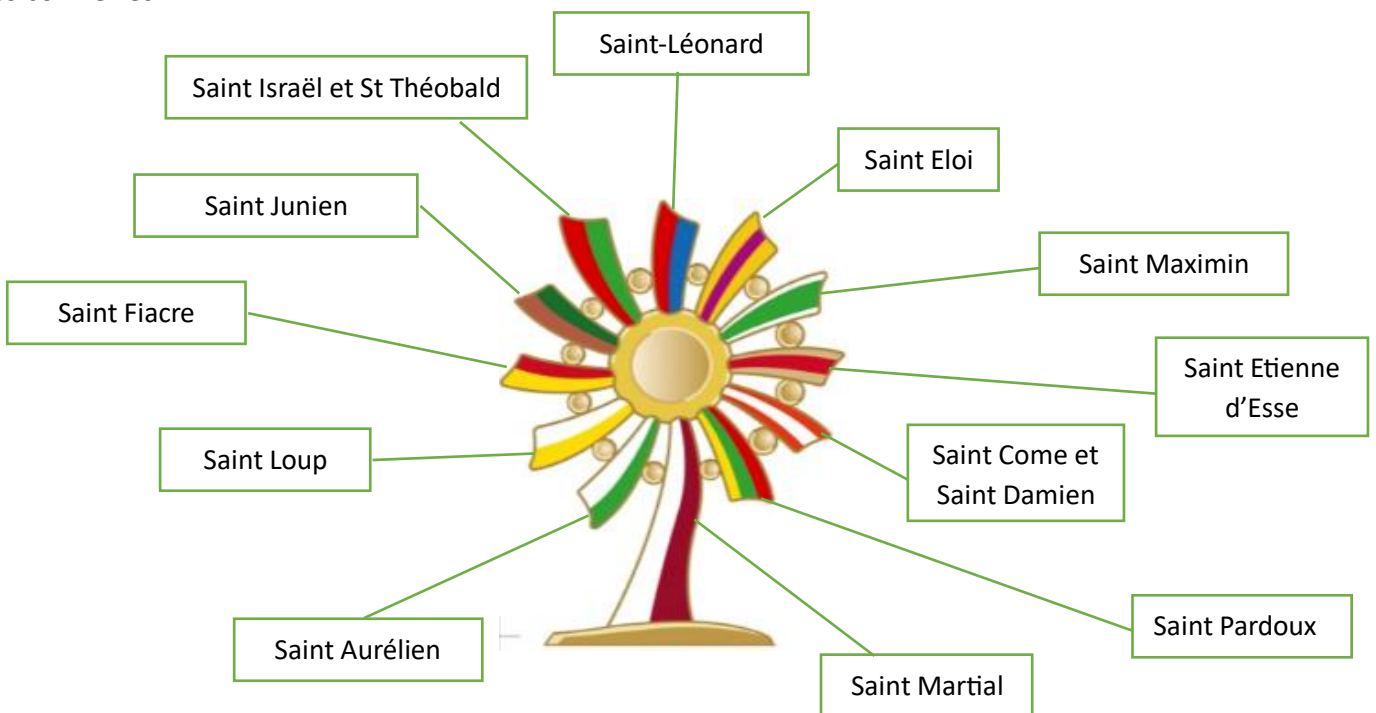 Saint-Léonard
Saint Israël et St Théobald
Saint Eloi
Saint Junien
Saint Maximin
Saint Fiacre
Saint Etienne
d’Esse
Saint Loup
Saint Come et
Saint Damien
Saint Pardoux
Saint Aurélien
Saint Martial